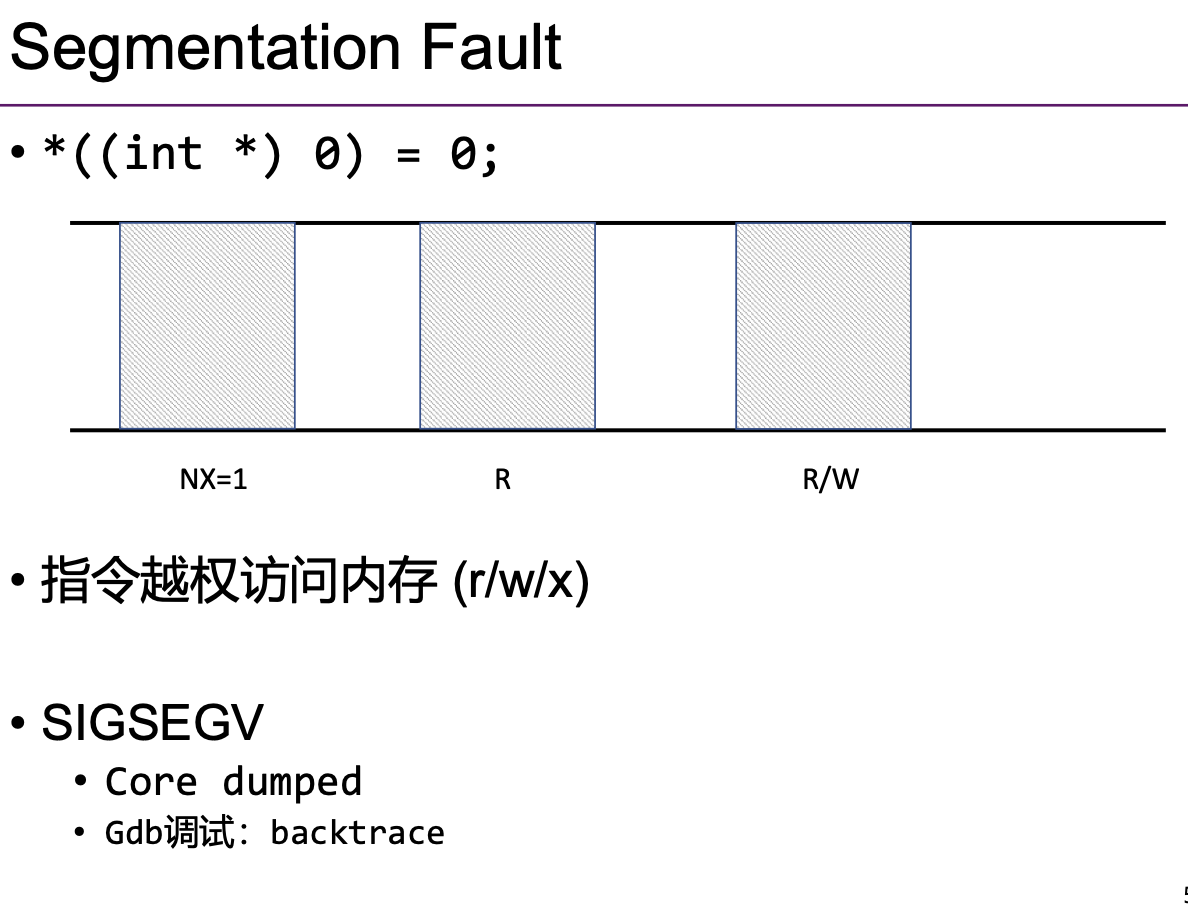 Segmentation Fault
• *((int *) 0) = 0;
NX=1 R R/W
• 指令越权访问内存 (r/w/x)
• SIGSEGV
• Core dumped
• Gdb调试：backtrace